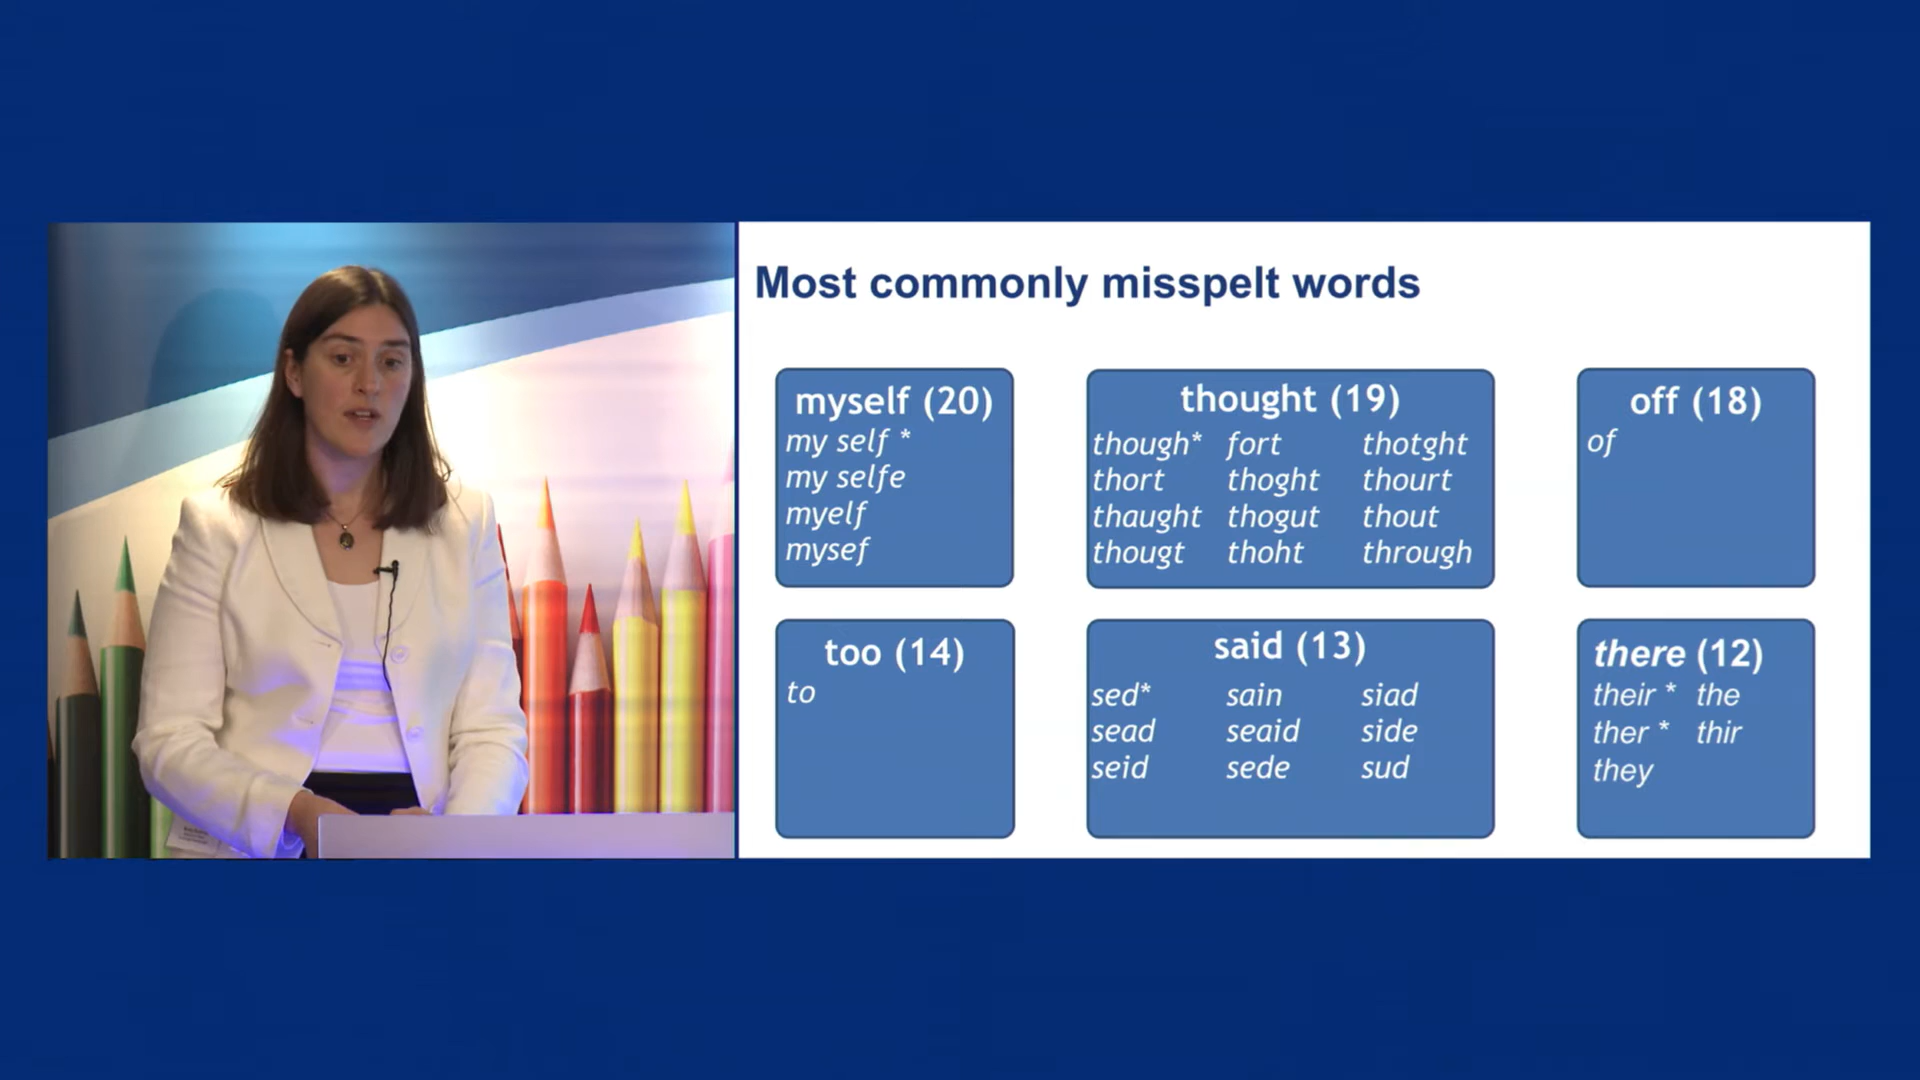 Most commonly misspelt words
myself (20)
my self *
my selfe
myelf
mysef
thought (19)
though* fort thotght
thort thoght thourt
thaught thogut thout
thougt thoht through
off (18)
of
too (14)
to
said (13)
sed* sain siad
sead seaid side
seid sede sud
there (12)
their * the
ther * thir
they